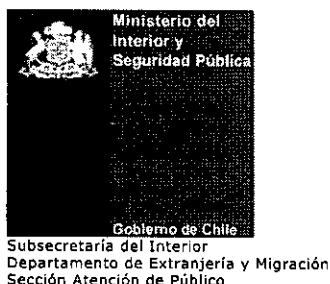 Ministerio del
Interior y
Seguridad Pública
Gobierno de Chile
Subsecretaría del Interior
Departamento de Extranjería y Migración
Sección Atención de Público